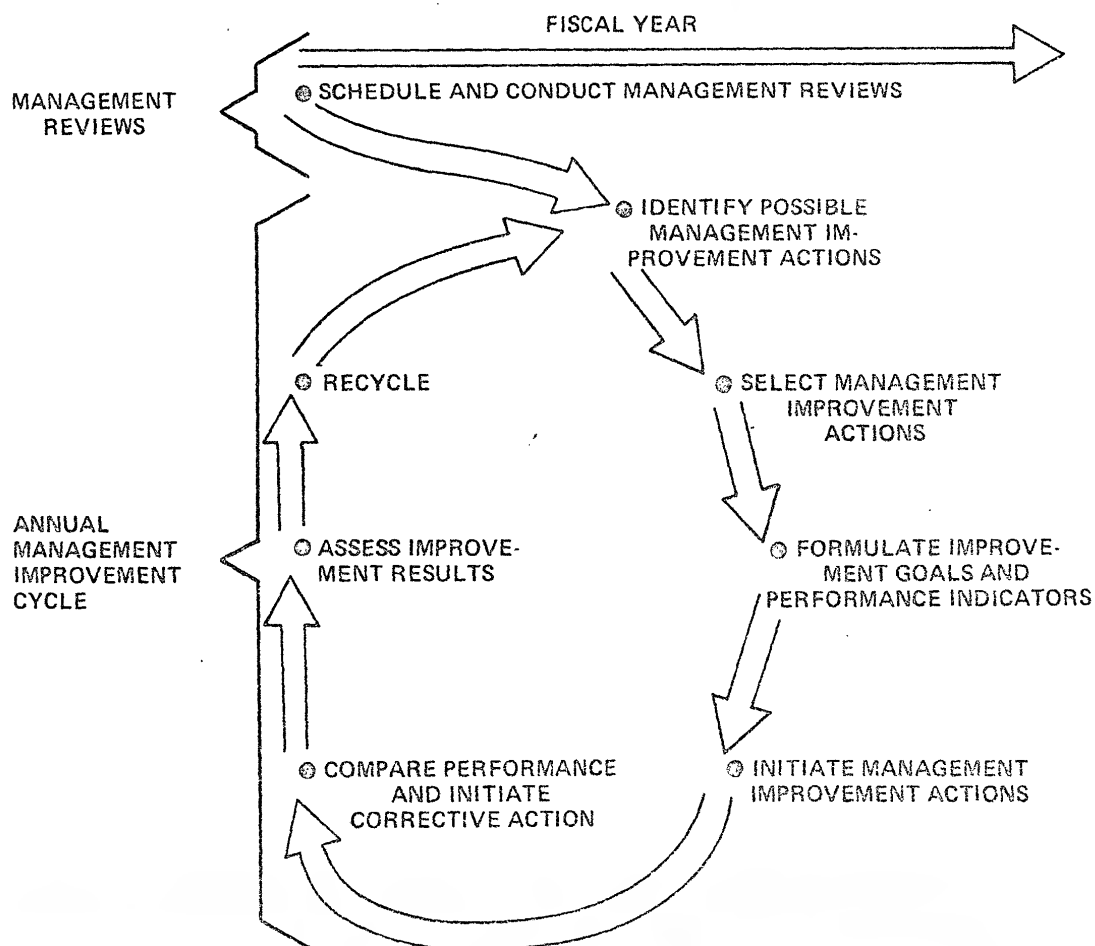 FISCAL YEAR
MANAGEMENT
REVIEWS
SCHEDULE AND CONDUCT MANAGEMENT REVIEWS
IDENTIFY POSSIBLE
MANAGEMENT IM-
PROVEMENT ACTIONS
RECYCLE
SELECT MANAGEMENT
IMPROVEMENT
ACTIONS
ANNUAL
MANAGEMENT
IMPROVEMENT
CYCLE
ASSESS IMPROVE-
MENT RESULTS
FORMULATE IMPROVE-
MENT GOALS AND
PERFORMANCE INDICATORS
COMPARE PERFORMANCE
AND INITIATE
CORRECTIVE ACTION
INITIATE MANAGEMENT
IMPROVEMENT ACTIONS